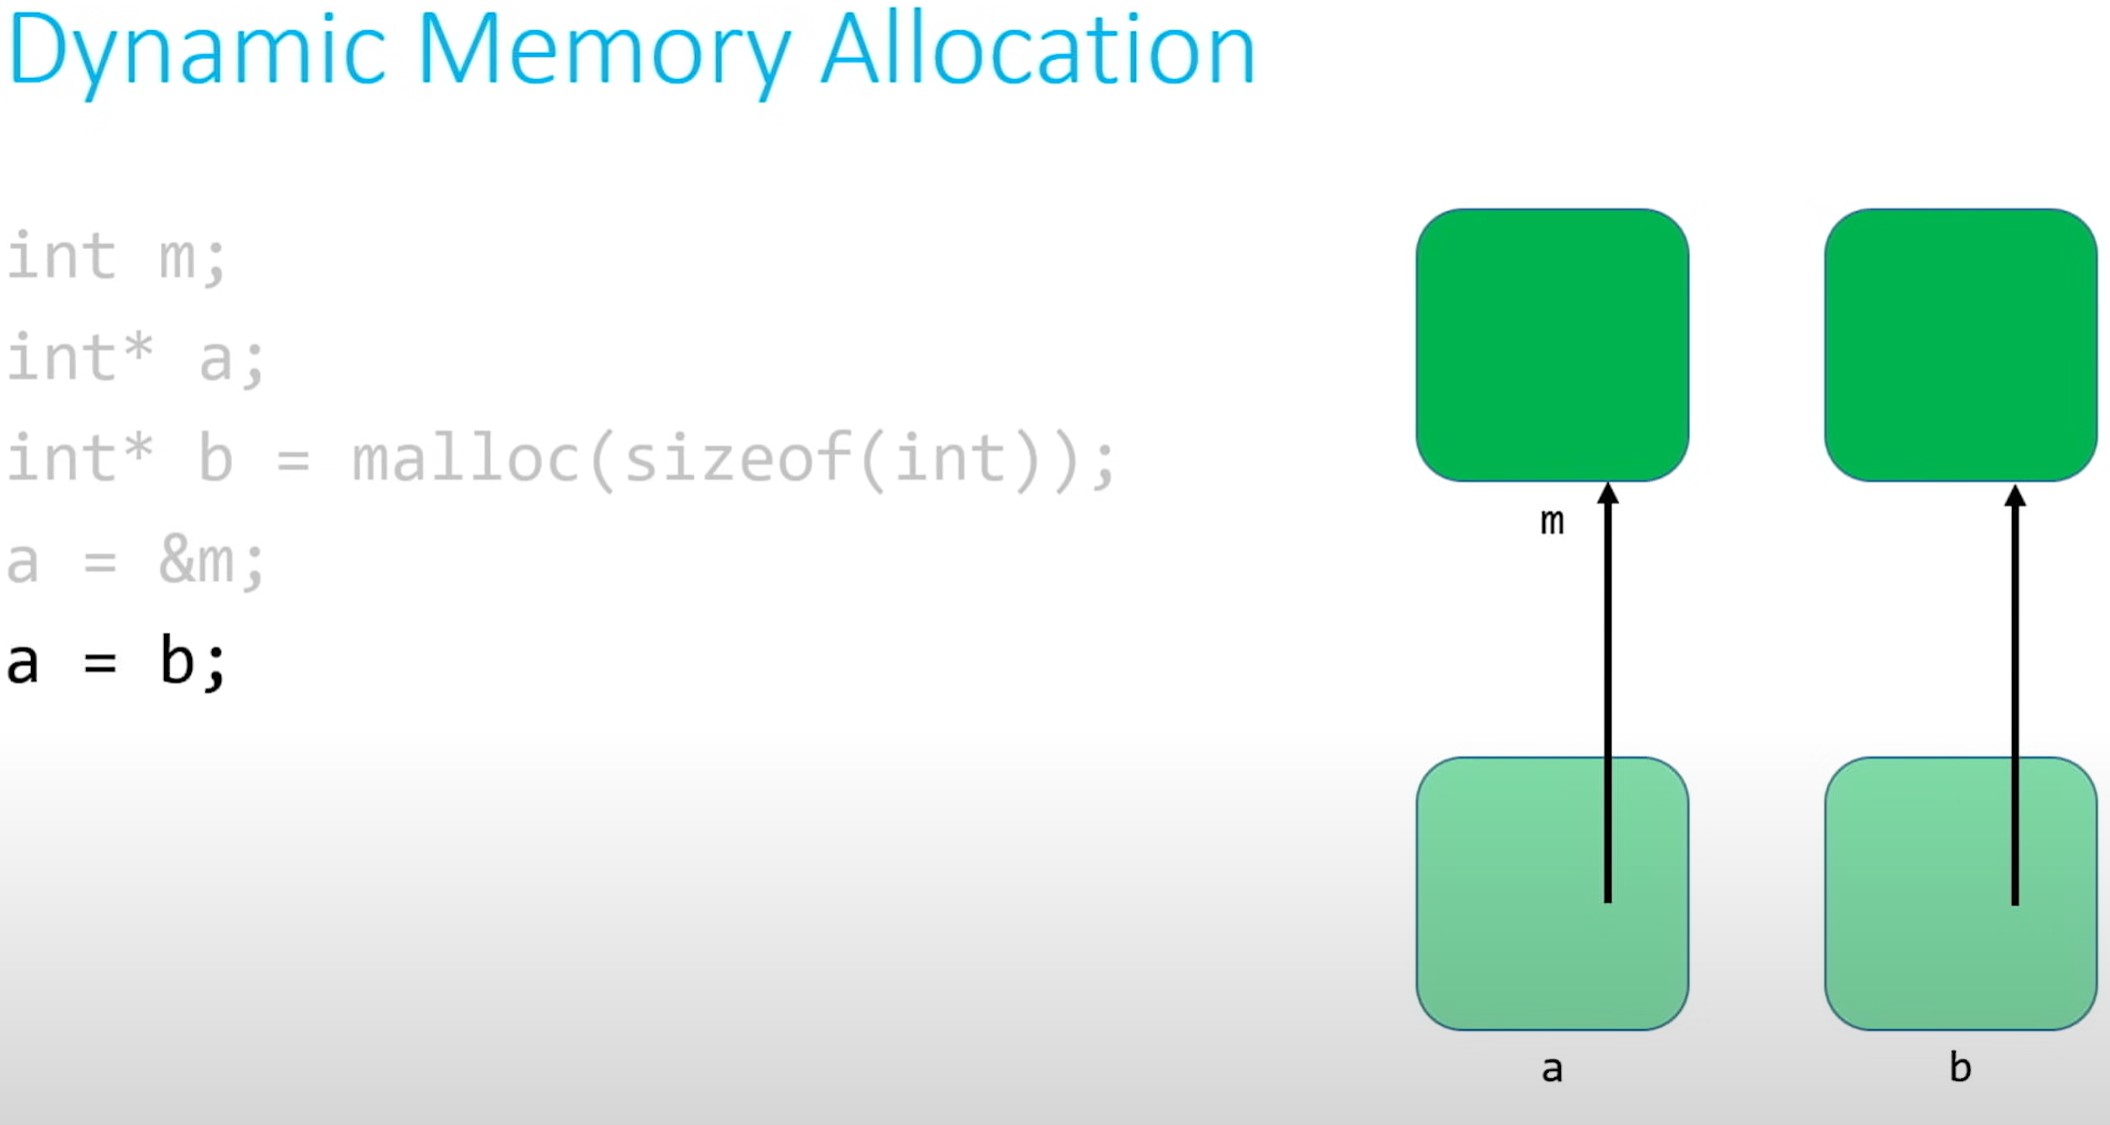 Dynamic Memory Allocation
int m;
int* a;
int* b = malloc(sizeof(int));
a = &m;
a = b;
m
a
b